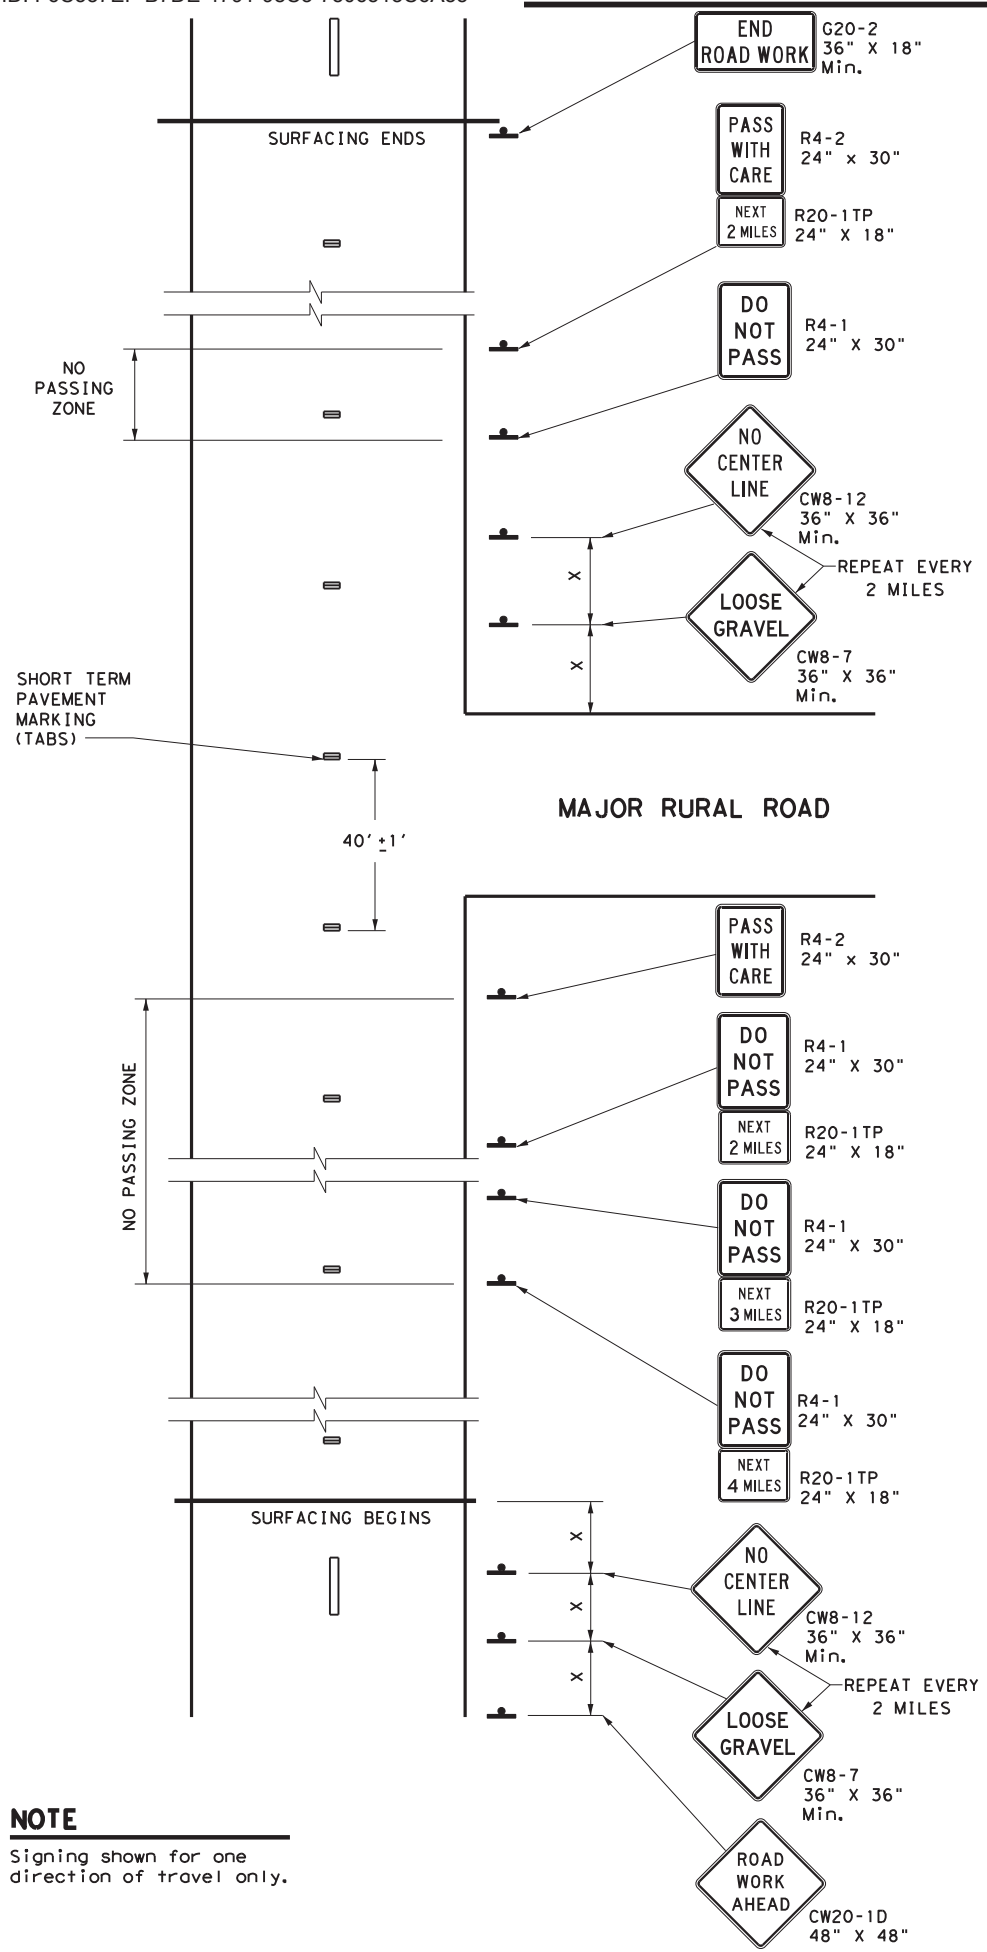 END
ROAD WORK
G20-2
36" X 18"
Min.
SURFACING ENDS
PASS
WITH
CARE
R4-2
24" x 30"
NEXT
2 MILES
R20-1TP
24" X 18"
DO
NOT
PASS
R4-1
24" X 30"
NO
PASSING
ZONE
NO
CENTER
LINE
CW8-12
36" X 36"
Min.
REPEAT EVERY
2 MILES
X
LOOSE
GRAVEL
CW8-7
36" X 36"
Min.
X
SHORT TERM
PAVEMENT
MARKING
(TABS)
MAJOR RURAL ROAD
40' ±1'
PASS
WITH
CARE
R4-2
24" x 30"
NO PASSING ZONE
DO
NOT
PASS
R4-1
24" X 30"
NEXT
2 MILES
R20-1TP
24" X 18"
DO
NOT
PASS
R4-1
24" X 30"
NEXT
3 MILES
R20-1TP
24" X 18"
DO
NOT
PASS
R4-1
24" X 30"
NEXT
4 MILES
R20-1TP
24" X 18"
SURFACING BEGINS
X
NO
CENTER
LINE
CW8-12
36" X 36"
Min.
X
REPEAT EVERY
2 MILES
X
LOOSE
GRAVEL
CW8-7
36" X 36"
Min.
NOTE
Signing shown for one
direction of travel only.
ROAD
WORK
AHEAD
CW20-1D
48" X 48"